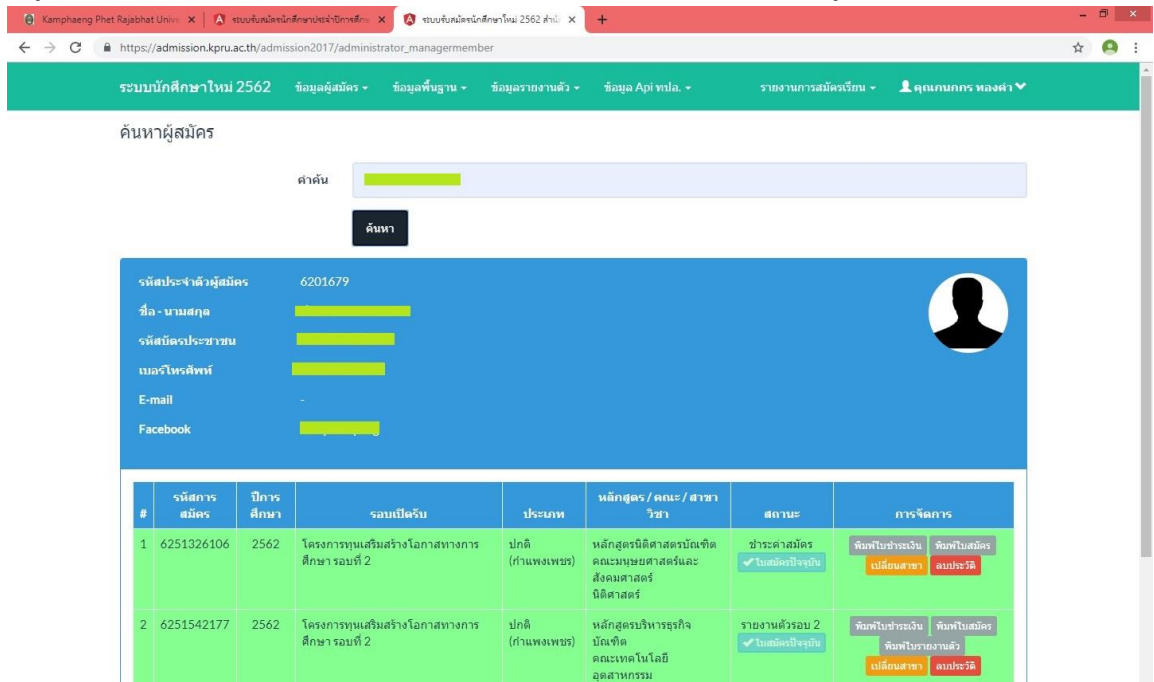 Kamphaeng Phet Rajabhat Unive
ระบบรับสมัครนักศึกษาประจำปีการศึกษ
ระบบรับสมัครนักศึกษาใหม่ 2562 สำนั
https://admission.kpru.ac.th/admission2017/administrator_managermember
ระบบนักศึกษาใหม่ 2562 ข้อมูลผู้สมัคร ข้อมูลพื้นฐาน ข้อมูลรายงานตัว ข้อมูล Api ทปล. รายงานการสมัครเรียน คุณกนกกร ทองคำ
ค้นหาผู้สมัคร
คำค้น
ค้นหา
รหัสประจำตัวผู้สมัคร 6201679
ชื่อ - นามสกุล
รหัสบัตรประชาชน
เบอร์โทรศัพท์
E-mail -
Facebook
# รหัสการสมัคร ปีการศึกษา รอบเปิดรับ ประเภท หลักสูตร / คณะ / สาขาวิชา สถานะ การจัดการ
1 6251326106 2562 โครงการทุนเสริมสร้างโอกาสทางการ ปกติ หลักสูตรนิติศาสตรบัณฑิต ชำระค่าสมัคร พิมพ์ใบชำระเงิน พิมพ์ใบสมัคร
ศึกษา รอบที่ 2 (กำแพงเพชร) คณะมนุษยศาสตร์และ ใบสมัครปัจจุบัน เปลี่ยนสาขา ลบประวัติ
สังคมศาสตร์
นิติศาสตร์
2 6251542177 2562 โครงการทุนเสริมสร้างโอกาสทางการ ปกติ หลักสูตรบริหารธุรกิจ รายงานตัวรอบ 2 พิมพ์ใบชำระเงิน พิมพ์ใบสมัคร
ศึกษา รอบที่ 2 (กำแพงเพชร) บัณฑิต ใบสมัครปัจจุบัน พิมพ์ใบรายงานตัว
คณะเทคโนโลยี เปลี่ยนสาขา ลบประวัติ
อุตสาหกรรม